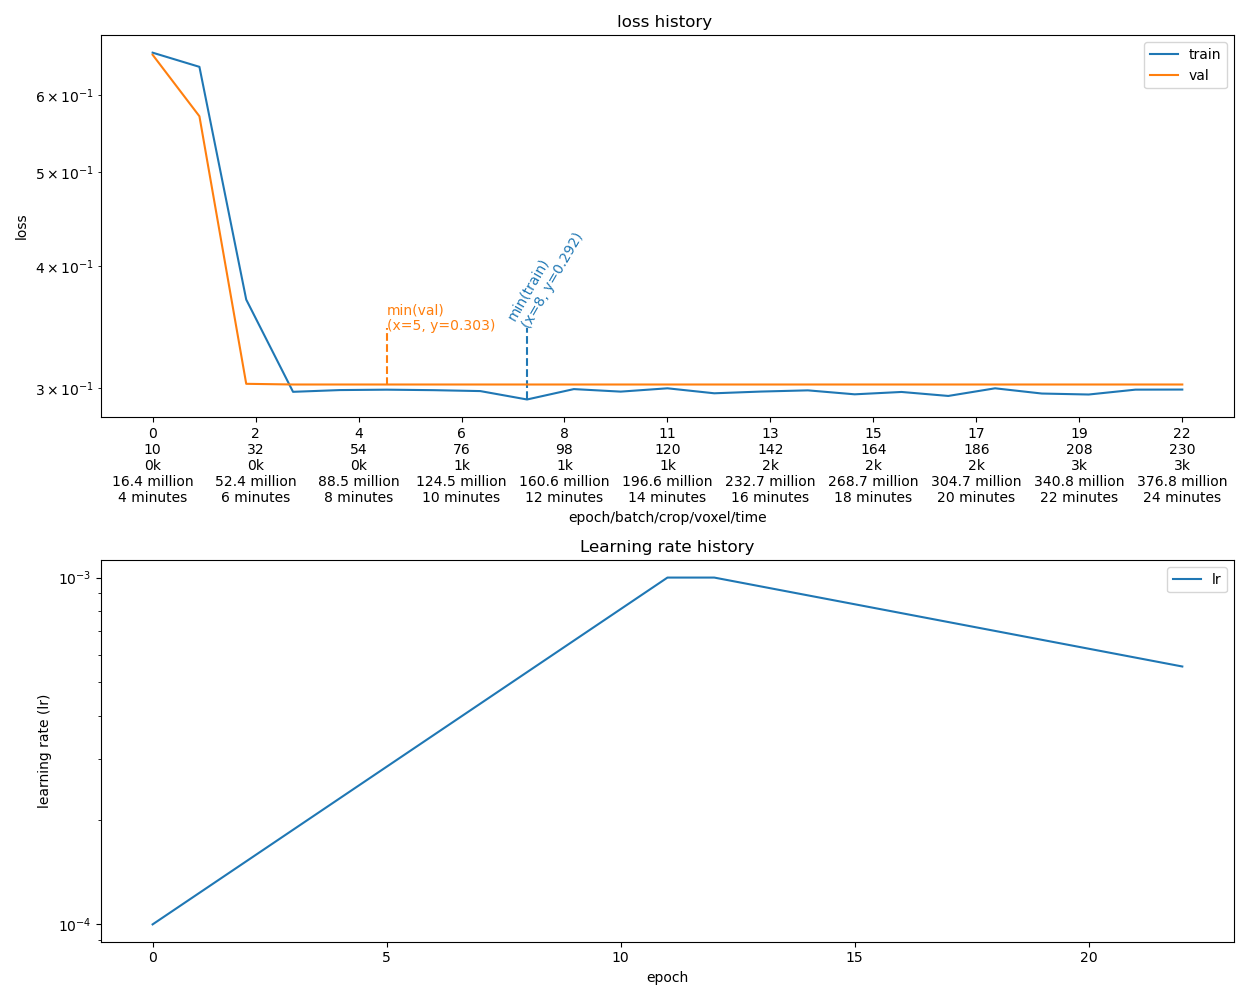 loss history
train
val
6 × 10⁻¹
5 × 10⁻¹
4 × 10⁻¹
3 × 10⁻¹
loss
min(val)
(x=5, y=0.303)
min(train)
(x=8, y=0.292)
0 2 4 6 8 11 13 15 17 19 22
10 32 54 76 98 120 142 164 186 208 230
0k 0k 0k 1k 1k 1k 2k 2k 2k 3k 3k
16.4 million 52.4 million 88.5 million 124.5 million 160.6 million 196.6 million 232.7 million 268.7 million 304.7 million 340.8 million 376.8 million
4 minutes 6 minutes 8 minutes 10 minutes 12 minutes 14 minutes 16 minutes 18 minutes 20 minutes 22 minutes 24 minutes
epoch/batch/crop/voxel/time
Learning rate history
lr
10⁻³
10⁻⁴
learning rate (lr)
0 5 10 15 20
epoch